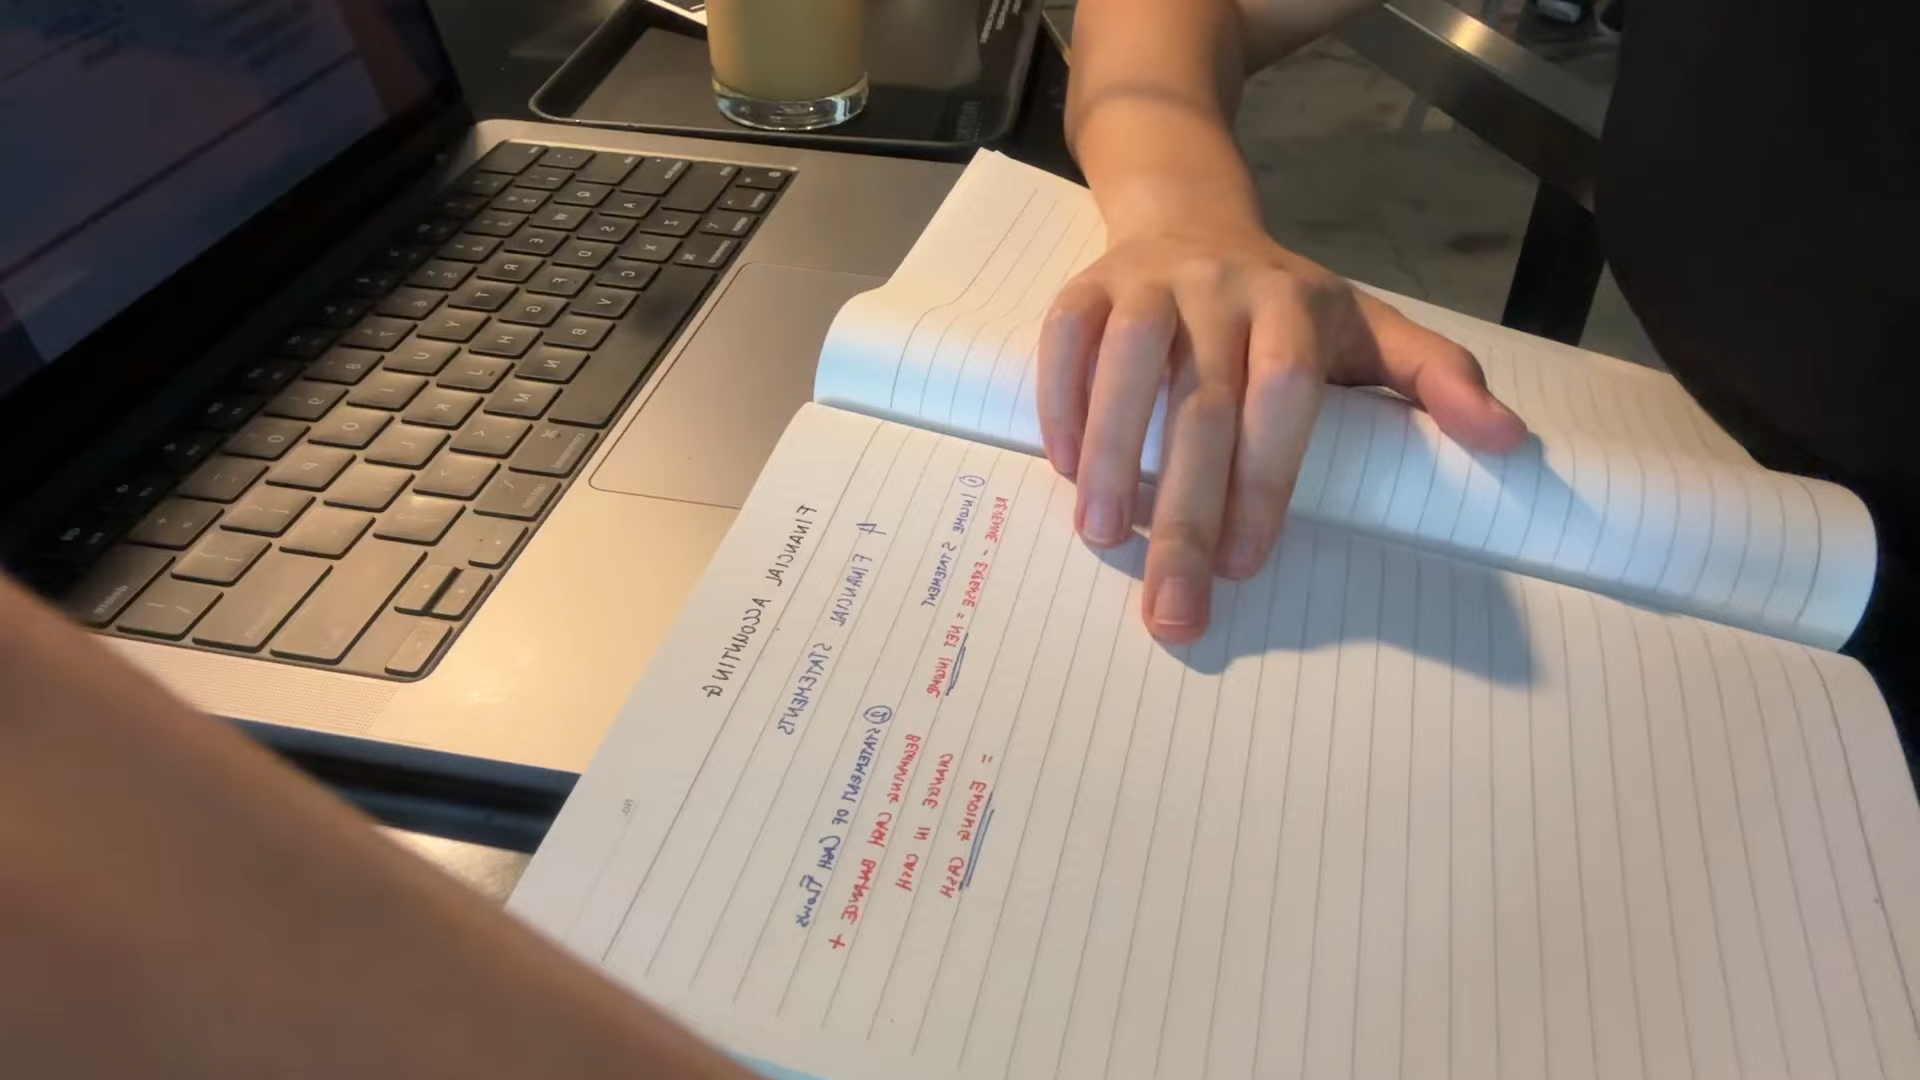 FINANCIAL ACCOUNTING
4 FINANCIAL STATEMENTS
① INCOME STATEMENT
REVENUE - EXPENSE = NET INCOME
② STATEMENT OF CASH FLOWS
BEGINNING CASH BALANCE +
CHANGE IN CASH
= ENDING CASH